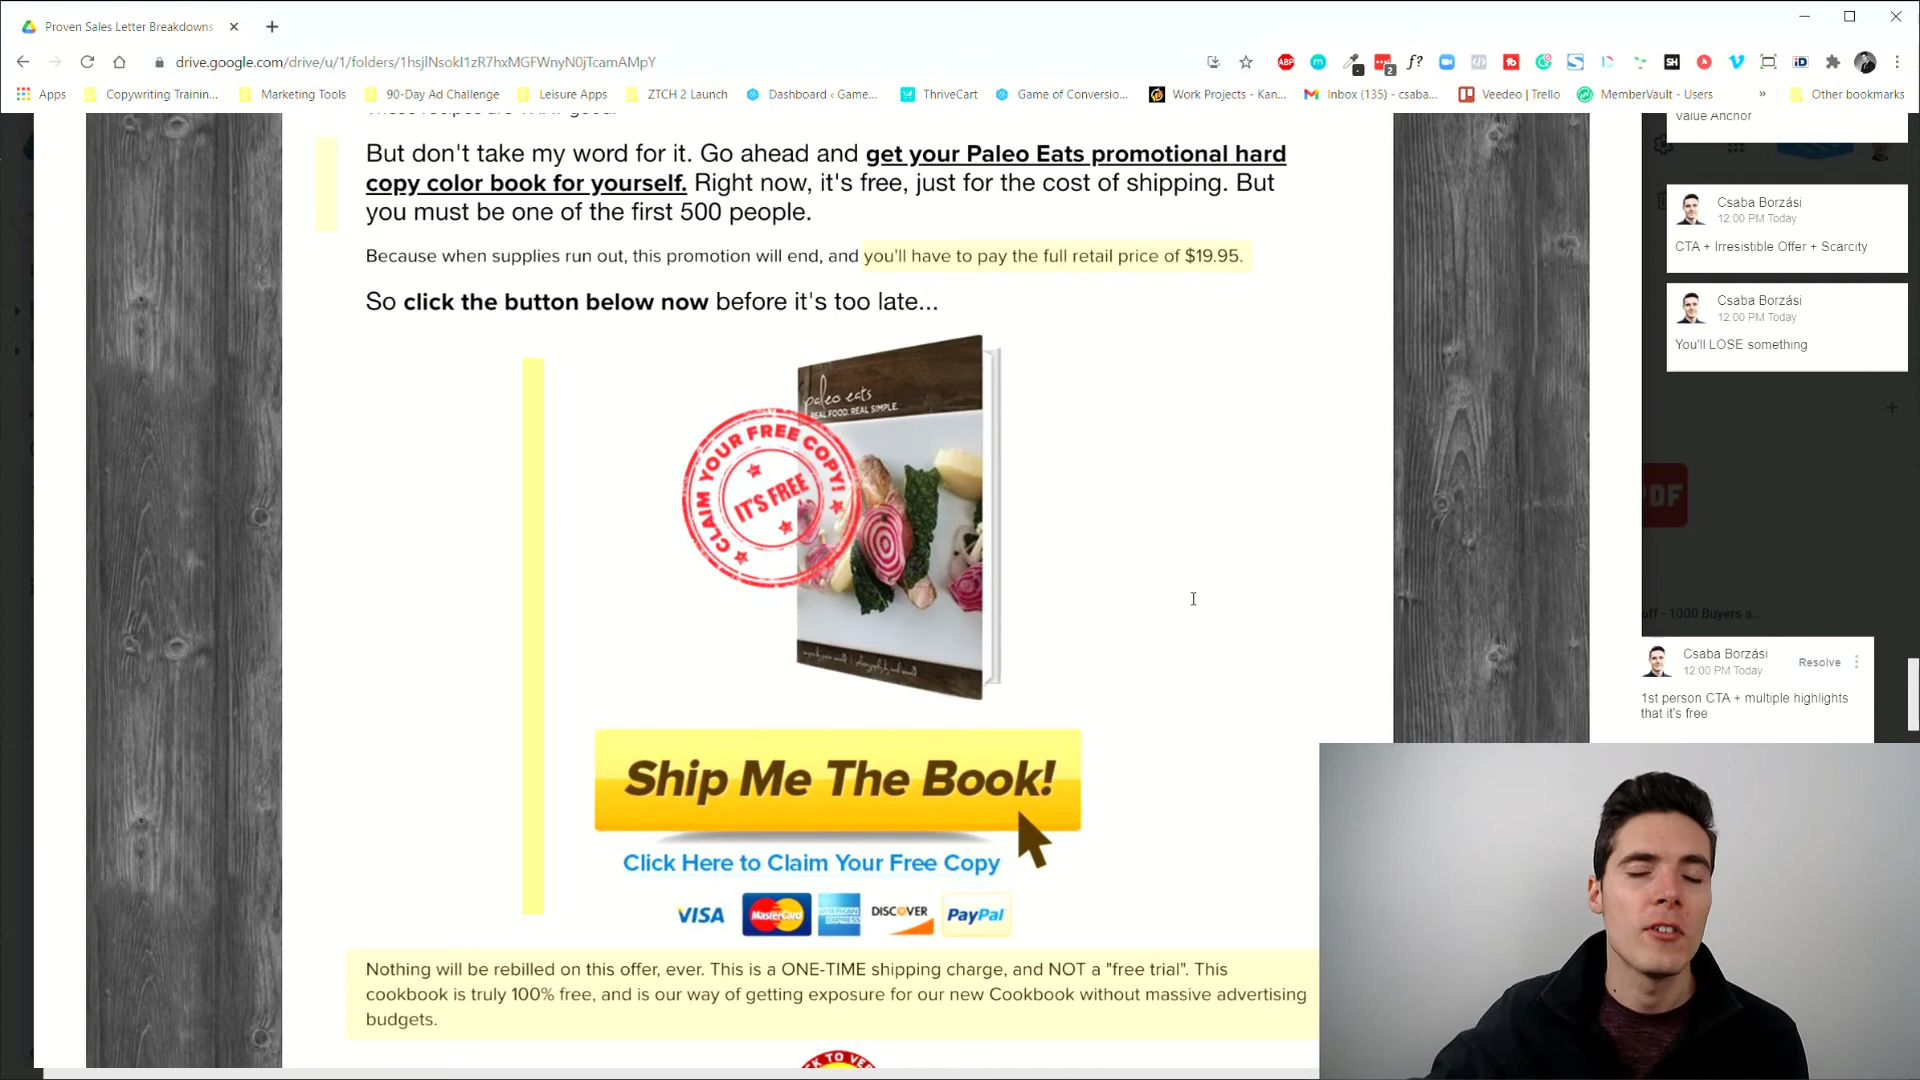 Proven Sales Letter Breakdowns
drive.google.com/drive/u/1/folders/1hsjlNsokI1zR7hxMGFWnyN0jTcamAMpY
ABP
2
f?
SH
iD
Apps
Copywriting Trainin...
Marketing Tools
90-Day Ad Challenge
Leisure Apps
ZTCH 2 Launch
Dashboard ‹ Game...
ThriveCart
Game of Conversio...
Work Projects - Kan...
Inbox (135) - csaba...
Veedeo | Trello
MemberVault - Users
»
Other bookmarks
But don't take my word for it. Go ahead and get your Paleo Eats promotional hard
copy color book for yourself. Right now, it's free, just for the cost of shipping. But
you must be one of the first 500 people.
Because when supplies run out, this promotion will end, and you'll have to pay the full retail price of $19.95.
So click the button below now before it's too late...
paleo eats
REAL FOOD. REAL SIMPLE.
CLAIM YOUR FREE COPY!
IT'S FREE
Ship Me The Book!
Click Here to Claim Your Free Copy
VISA
MasterCard
AMERICAN EXPRESS
DISCOVER
PayPal
Nothing will be rebilled on this offer, ever. This is a ONE-TIME shipping charge, and NOT a "free trial". This
cookbook is truly 100% free, and is our way of getting exposure for our new Cookbook without massive advertising
budgets.
Value Anchor
Csaba Borzási
12:00 PM Today
CTA + Irresistible Offer + Scarcity
Csaba Borzási
12:00 PM Today
You'll LOSE something
PDF
off - 1000 Buyers a...
Csaba Borzási
12:00 PM Today
Resolve
1st person CTA + multiple highlights
that it's free